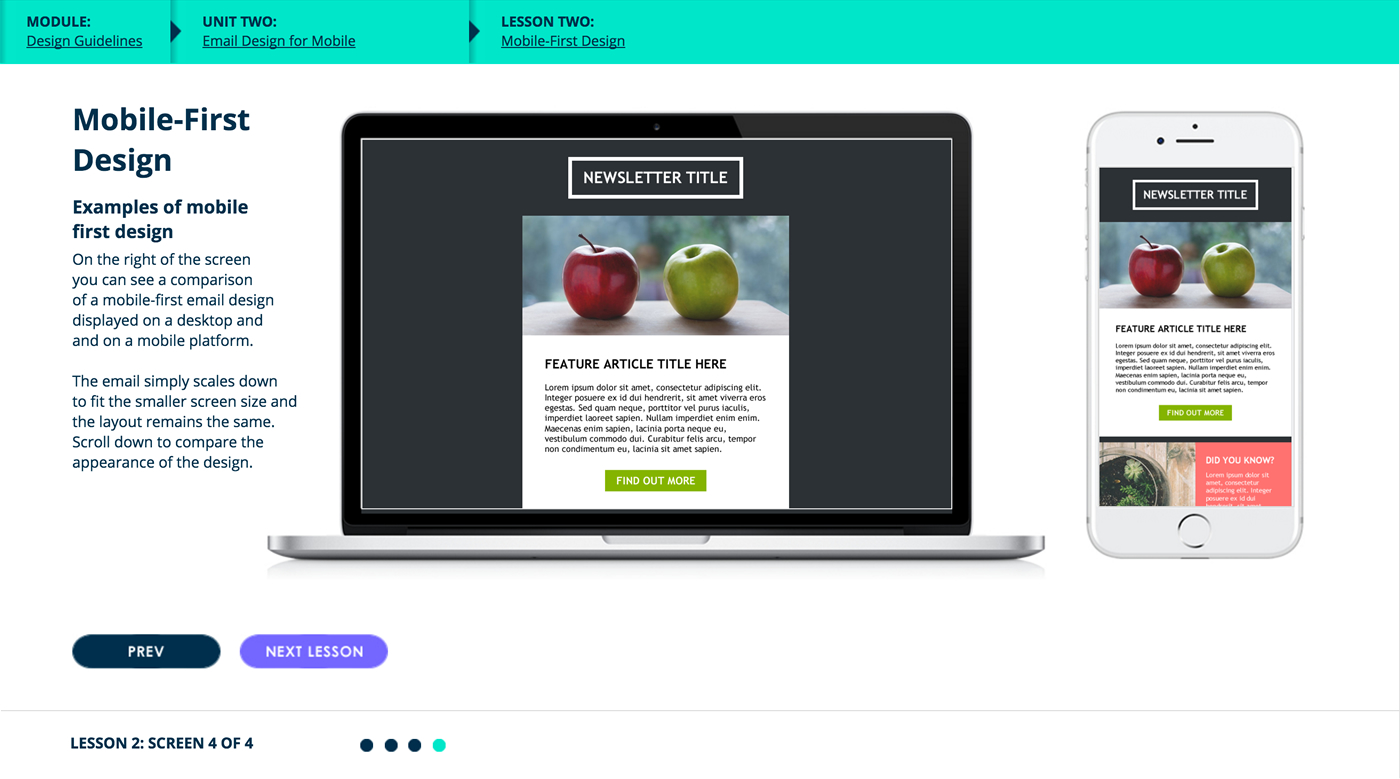 MODULE:
Design Guidelines
UNIT TWO:
Email Design for Mobile
LESSON TWO:
Mobile-First Design
Mobile-First
Design
Examples of mobile
first design
On the right of the screen
you can see a comparison
of a mobile-first email design
displayed on a desktop and
and on a mobile platform.
The email simply scales down
to fit the smaller screen size and
the layout remains the same.
Scroll down to compare the
appearance of the design.
NEWSLETTER TITLE
FEATURE ARTICLE TITLE HERE
Lorem ipsum dolor sit amet, consectetur adipiscing elit.
Integer posuere ex id dui hendrerit, sit amet viverra eros
egestas. Sed quam neque, porttitor vel purus iaculis,
imperdiet laoreet sapien. Nullam imperdiet enim enim.
Maecenas enim sapien, lacinia porta neque eu,
vestibulum commodo dui. Curabitur felis arcu, tempor
non condimentum eu, lacinia sit amet sapien.
FIND OUT MORE
NEWSLETTER TITLE
FEATURE ARTICLE TITLE HERE
Lorem ipsum dolor sit amet, consectetur adipiscing elit.
Integer posuere ex id dui hendrerit, sit amet viverra eros
egestas. Sed quam neque, porttitor vel purus iaculis,
imperdiet laoreet sapien. Nullam imperdiet enim enim.
Maecenas enim sapien, lacinia porta neque eu,
vestibulum commodo dui. Curabitur felis arcu, tempor
non condimentum eu, lacinia sit amet sapien.
FIND OUT MORE
DID YOU KNOW?
Lorem ipsum dolor sit
amet, consectetur
adipiscing elit. Integer
posuere ex id dui
PREV
NEXT LESSON
LESSON 2: SCREEN 4 OF 4